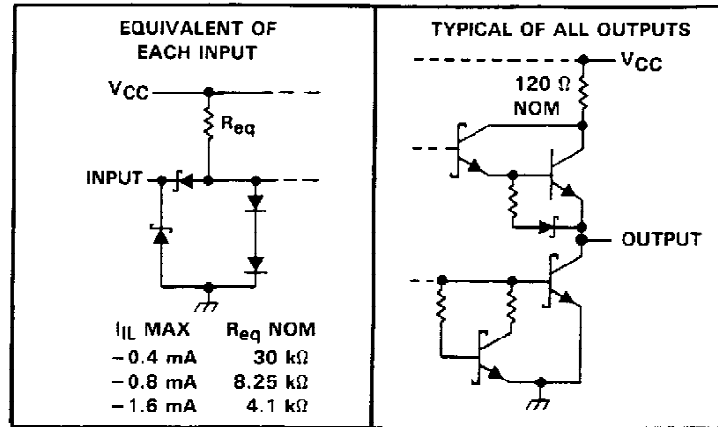 EQUIVALENT OF
EACH INPUT
VCC
Req
INPUT
IIL MAX Req NOM
-0.4 mA 30 kΩ
-0.8 mA 8.25 kΩ
-1.6 mA 4.1 kΩ
TYPICAL OF ALL OUTPUTS
VCC
120 Ω
NOM
OUTPUT